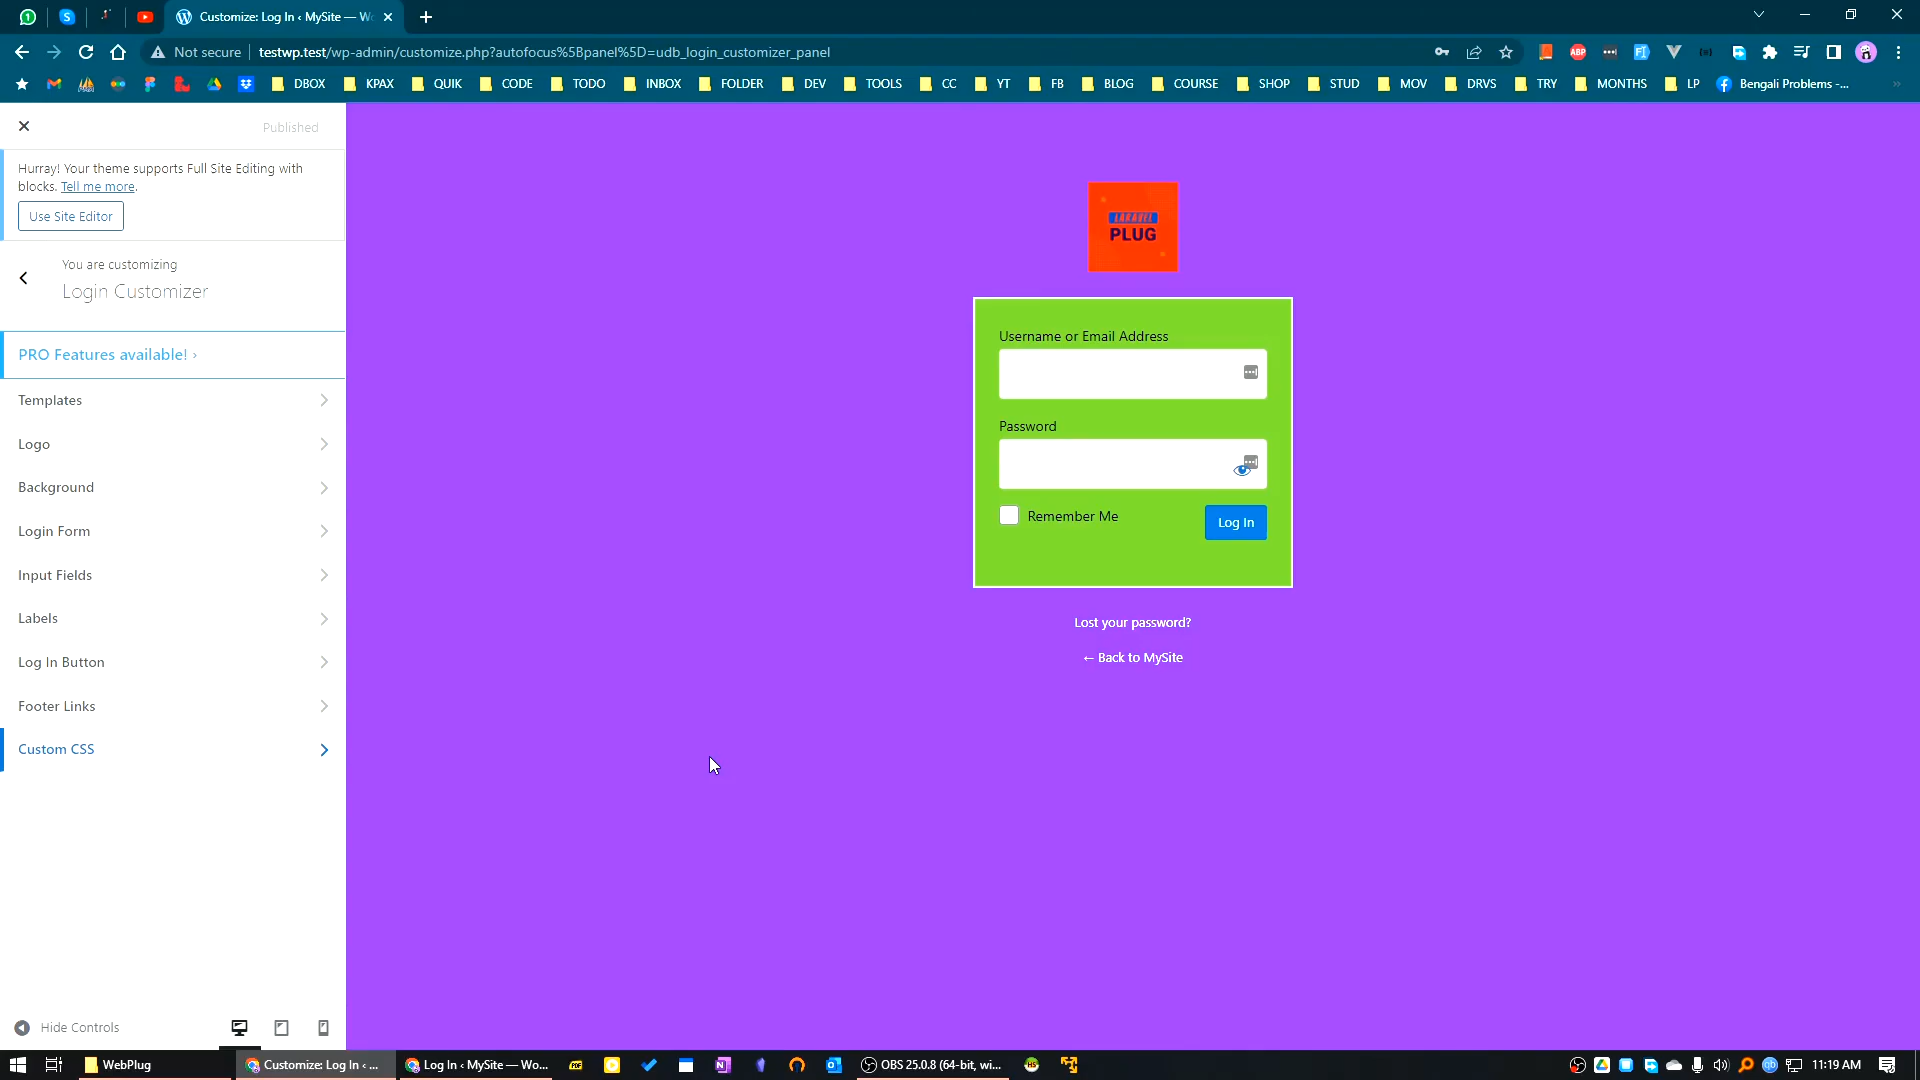 Customize: Log In ‹ MySite — Wo
Not secure
testwp.test/wp-admin/customize.php?autofocus%5Bpanel%5D=udb_login_customizer_panel
DBOX KPAX QUIK CODE TODO INBOX FOLDER DEV TOOLS CC YT FB BLOG COURSE SHOP STUD MOV DRVS TRY MONTHS LP Bengali Problems -...
Published
Hurray! Your theme supports Full Site Editing with
blocks. Tell me more.
Use Site Editor
You are customizing
Login Customizer
PRO Features available! ›
Templates
Logo
Background
Login Form
Input Fields
Labels
Log In Button
Footer Links
Custom CSS
Hide Controls
LARAVEL
PLUG
Username or Email Address
Password
Remember Me
Log In
Lost your password?
← Back to MySite
WebPlug
Customize: Log In ‹ ...
Log In ‹ MySite — Wo...
OBS 25.0.8 (64-bit, wi...
11:19 AM